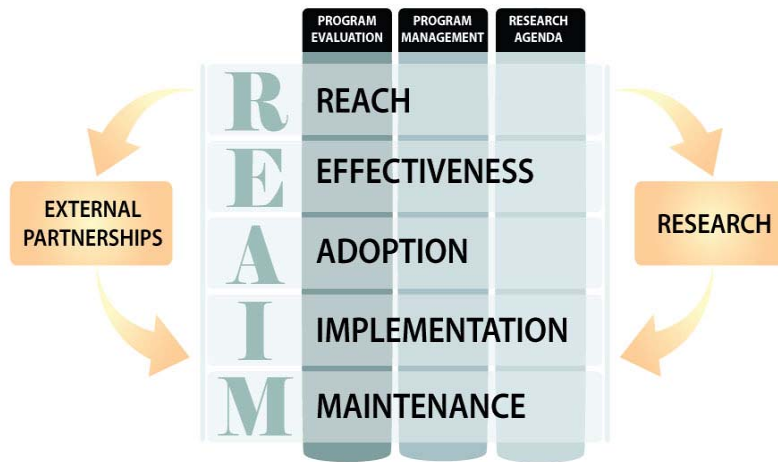 PROGRAM
EVALUATION
PROGRAM
MANAGEMENT
RESEARCH
AGENDA
R REACH
E EFFECTIVENESS
A ADOPTION
I IMPLEMENTATION
M MAINTENANCE
EXTERNAL
PARTNERSHIPS
RESEARCH